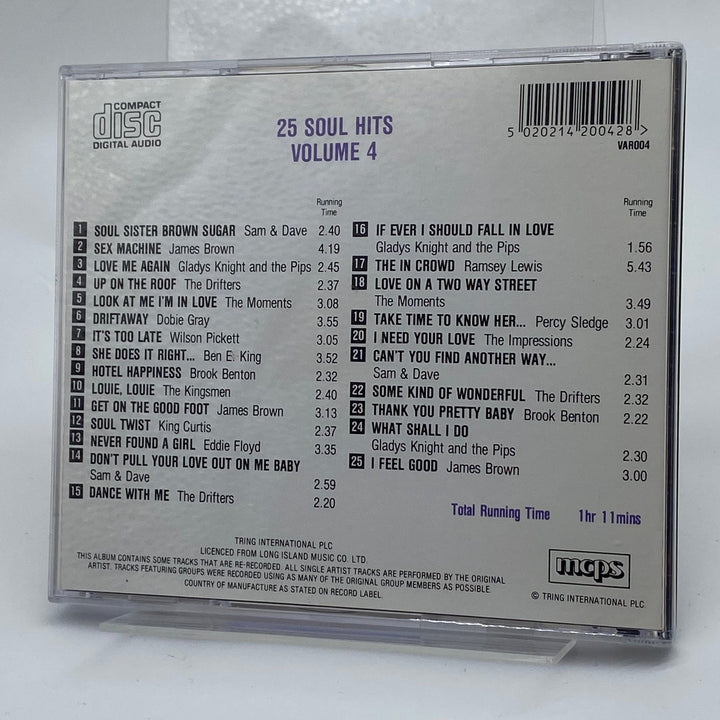 COMPACT
disc
DIGITAL AUDIO
25 SOUL HITS
VOLUME 4
5 020214 200428 >
VAR004
Running
Time
1 SOUL SISTER BROWN SUGAR Sam & Dave 2.40
2 SEX MACHINE James Brown 4.19
3 LOVE ME AGAIN Gladys Knight and the Pips 2.45
4 UP ON THE ROOF The Drifters 2.37
5 LOOK AT ME I'M IN LOVE The Moments 3.08
6 DRIFTAWAY Dobie Gray 3.55
7 IT'S TOO LATE Wilson Pickett 3.05
8 SHE DOES IT RIGHT... Ben E. King 3.52
9 HOTEL HAPPINESS Brook Benton 2.32
10 LOUIE, LOUIE The Kingsmen 2.40
11 GET ON THE GOOD FOOT James Brown 3.13
12 SOUL TWIST King Curtis 2.37
13 NEVER FOUND A GIRL Eddie Floyd 3.35
14 DON'T PULL YOUR LOVE OUT ON ME BABY
Sam & Dave 2.59
15 DANCE WITH ME The Drifters 2.20
Running
Time
16 IF EVER I SHOULD FALL IN LOVE
Gladys Knight and the Pips 1.56
17 THE IN CROWD Ramsey Lewis 5.43
18 LOVE ON A TWO WAY STREET
The Moments 3.49
19 TAKE TIME TO KNOW HER... Percy Sledge 3.01
20 I NEED YOUR LOVE The Impressions 2.24
21 CAN'T YOU FIND ANOTHER WAY...
Sam & Dave 2.31
22 SOME KIND OF WONDERFUL The Drifters 2.32
23 THANK YOU PRETTY BABY Brook Benton 2.22
24 WHAT SHALL I DO
Gladys Knight and the Pips 2.30
25 I FEEL GOOD James Brown 3.00
Total Running Time 1hr 11mins
TRING INTERNATIONAL PLC
LICENCED FROM LONG ISLAND MUSIC CO. LTD.
THIS ALBUM CONTAINS SOME TRACKS THAT ARE RE-RECORDED. ALL SINGLE ARTIST TRACKS ARE PERFORMED BY THE ORIGINAL
ARTIST. TRACKS FEATURING GROUPS WERE RECORDED USING AS MANY OF THE ORIGINAL GROUP MEMBERS AS POSSIBLE.
COUNTRY OF MANUFACTURE AS STATED ON RECORD LABEL.
mcps
© TRING INTERNATIONAL PLC.